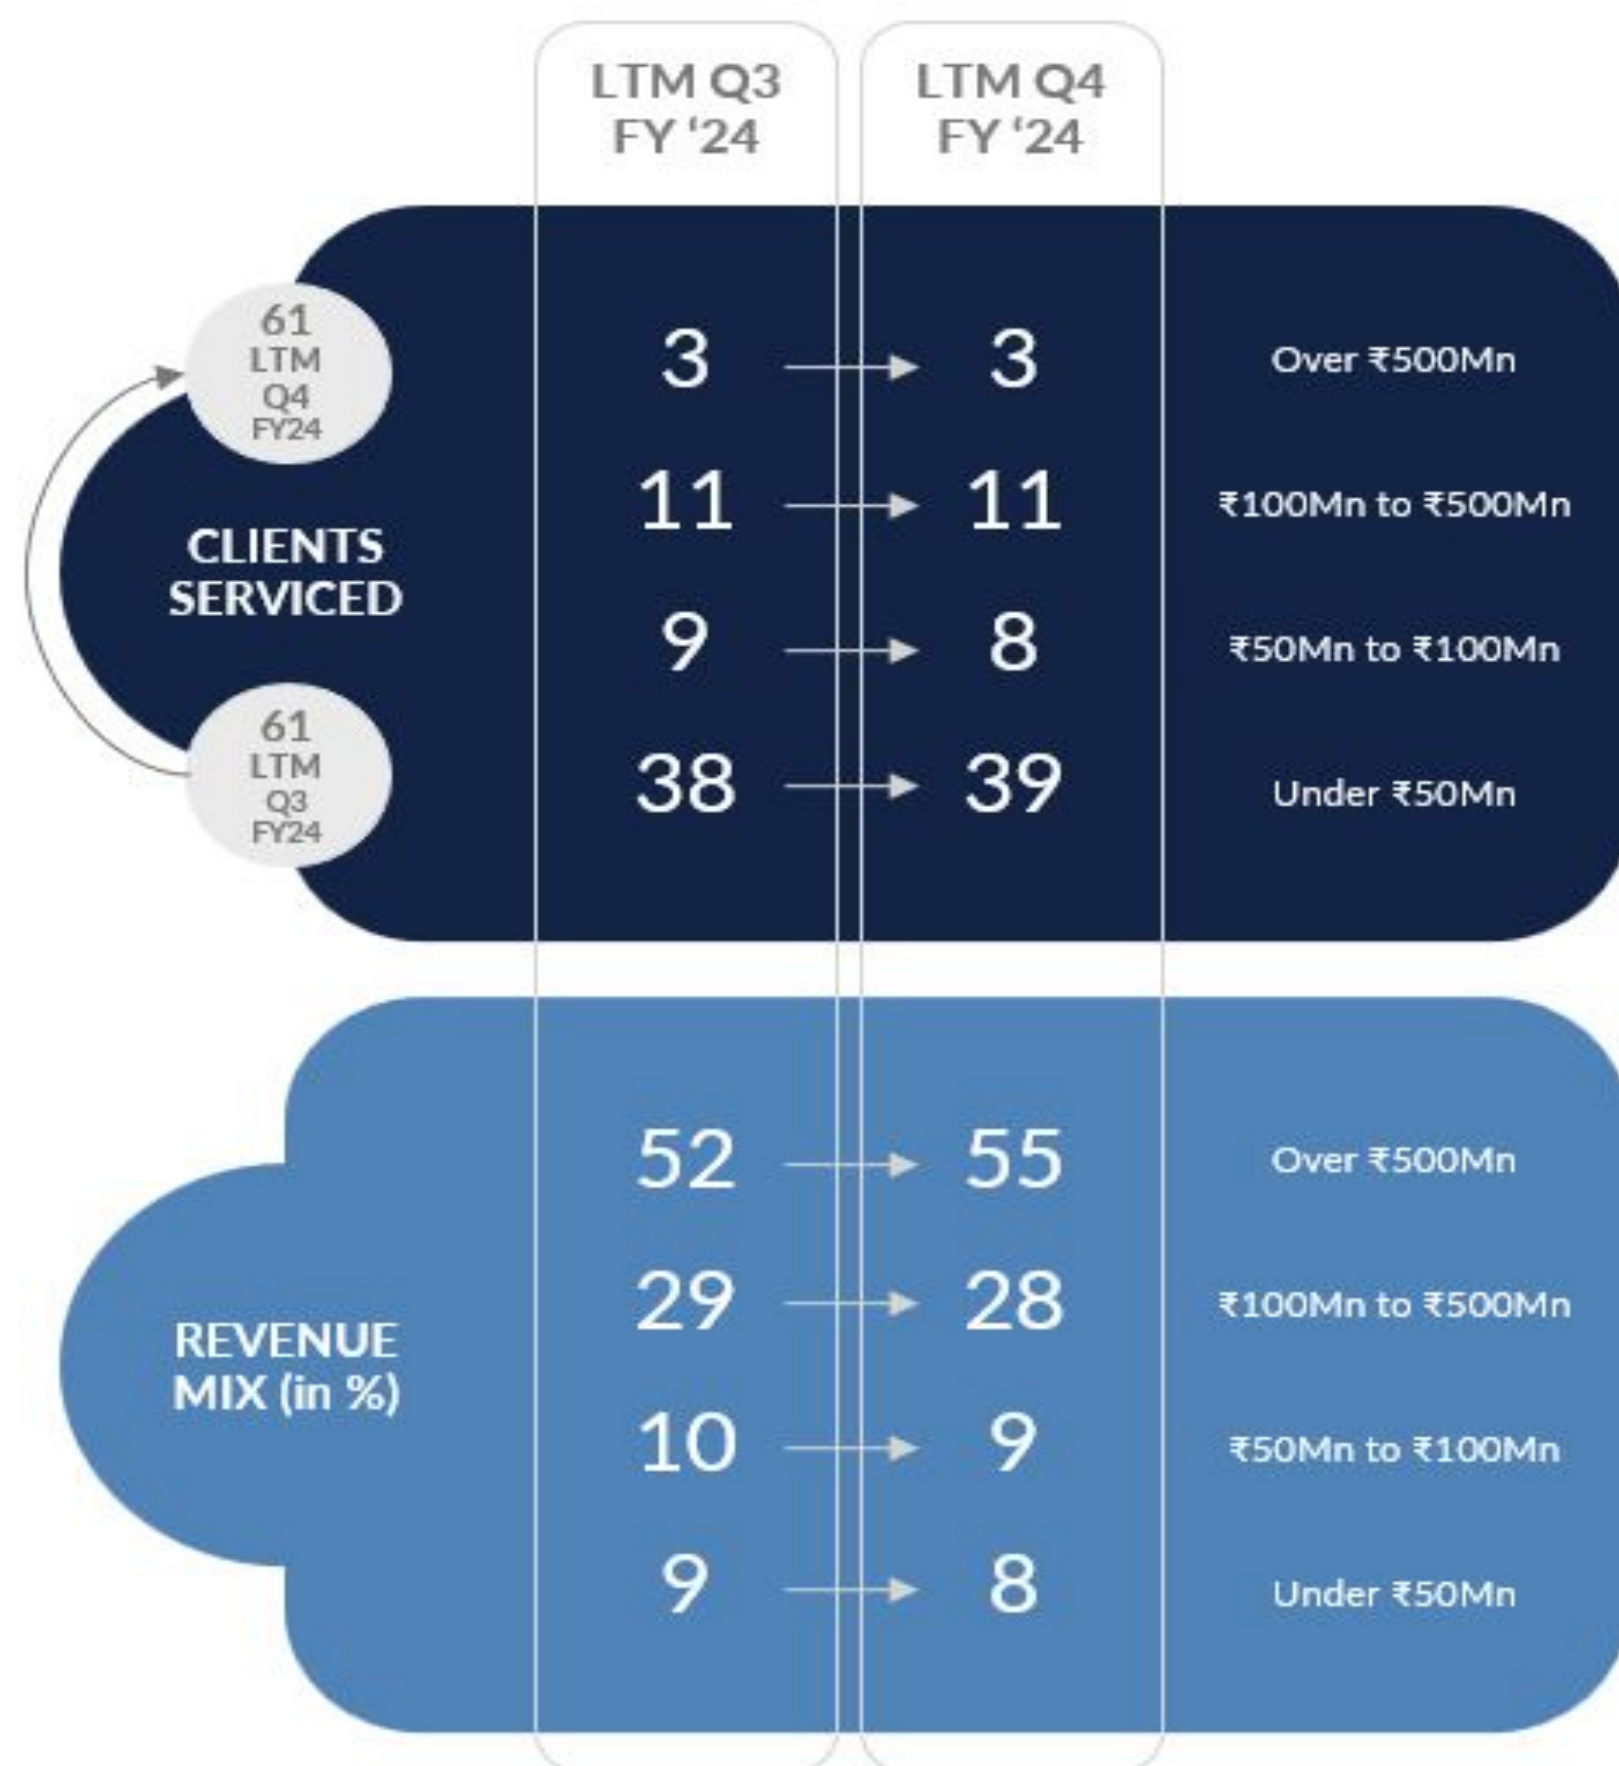 LTM Q3
FY ‘24
LTM Q4
FY ‘24
61
LTM
Q4
FY24
CLIENTS
SERVICED
61
LTM
Q3
FY24
3 3 Over ₹500Mn
11 11 ₹100Mn to ₹500Mn
9 8 ₹50Mn to ₹100Mn
38 39 Under ₹50Mn
REVENUE
MIX (in %)
52 55 Over ₹500Mn
29 28 ₹100Mn to ₹500Mn
10 9 ₹50Mn to ₹100Mn
9 8 Under ₹50Mn